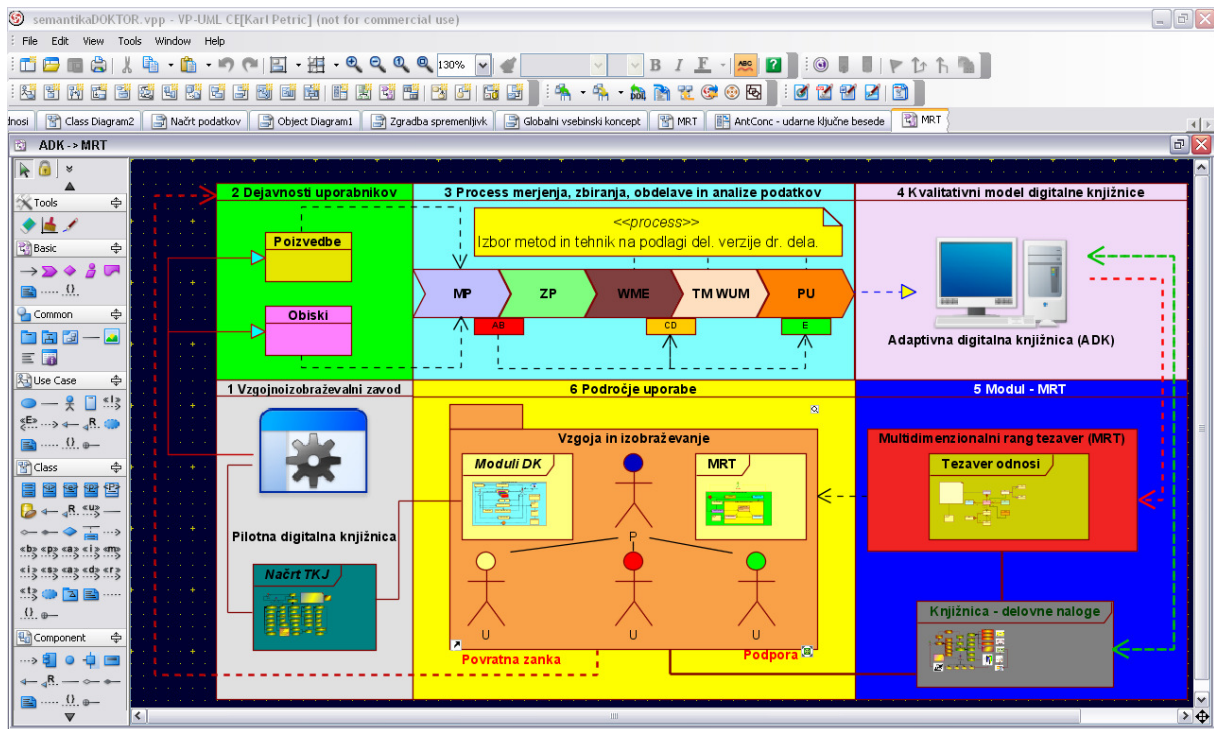 semantikaDOKTOR.vpp - VP-UML CE[Karl Petric] (not for commercial use)
File Edit View Tools Window Help
130%
B I F
ABC
dnosi Class Diagram2 Načrt podatkov Object Diagram1 Zgradba spremenljivk Globalni vsebinski koncept MRT AntConc - udarne ključne besede MRT
ADK -> MRT
Tools
Basic
Common
Use Case
Class
Component
2 Dejavnosti uporabnikov
Poizvedbe
Obiski
3 Process merjenja, zbiranja, obdelave in analize podatkov
<<process>>
Izbor metod in tehnik na podlagi del. verzije dr. dela.
MP ZP WME TM WUM PU
AB CD E
4 Kvalitativni model digitalne knjižnice
Adaptivna digitalna knjižnica (ADK)
1 Vzgojnoizobraževalni zavod
Pilotna digitalna knjižnica
Načrt TKJ
6 Področje uporabe
Vzgoja in izobraževanje
Moduli DK
MRT
P
U U U
Povratna zanka
Podpora
5 Modul - MRT
Multidimenzionalni rang tezaver (MRT)
Tezaver odnosi
Knjižnica - delovne naloge